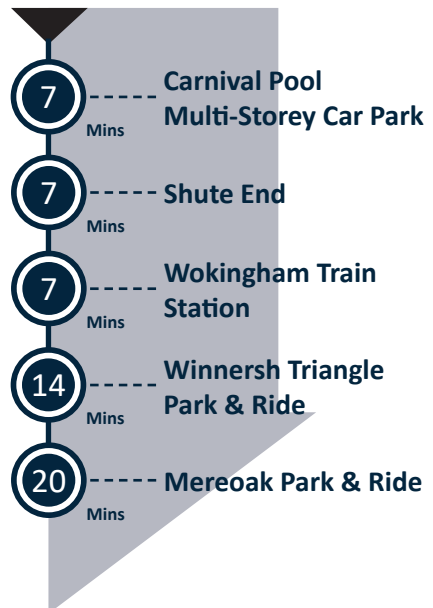 7
Mins
Carnival Pool
Multi-Storey Car Park
7
Mins
Shute End
7
Mins
Wokingham Train
Station
14
Mins
Winnersh Triangle
Park & Ride
20
Mins
Mereoak Park & Ride